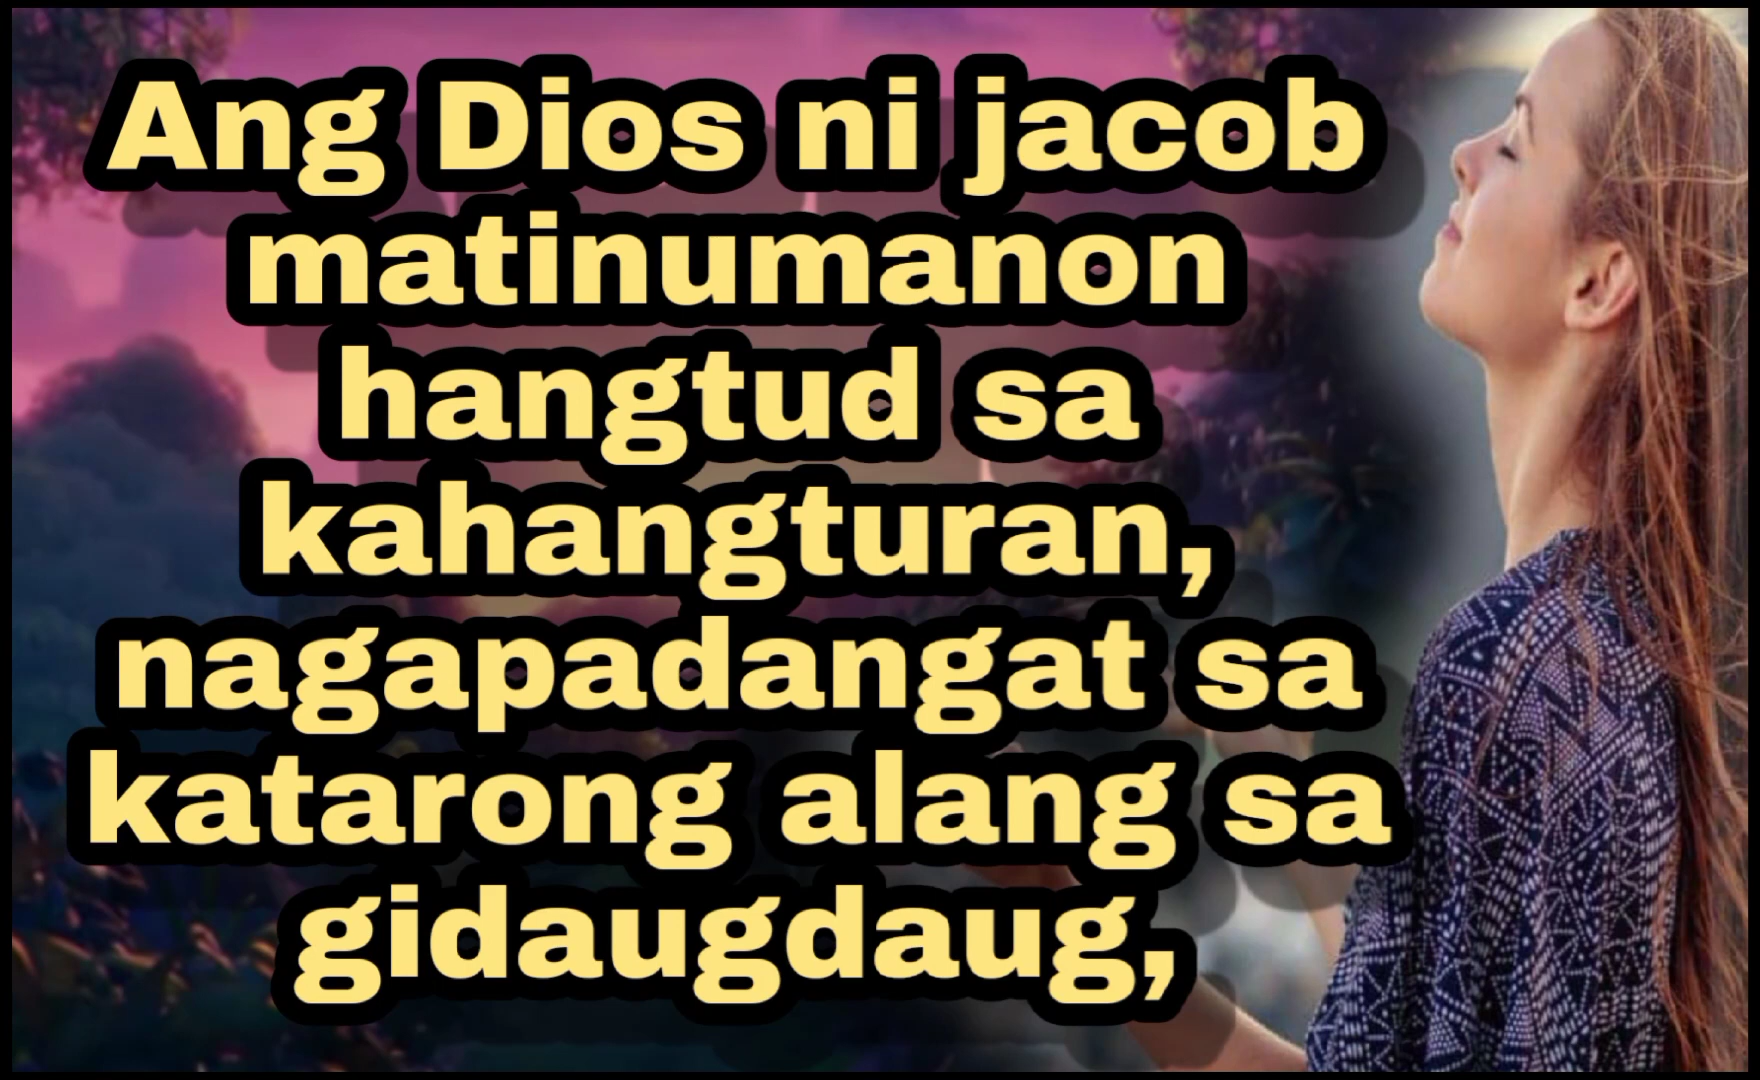 Ang Dios ni jacob
matinumanon
hangtud sa
kahangturan,
nagapadangat sa
katarong alang sa
gidaugdaug,